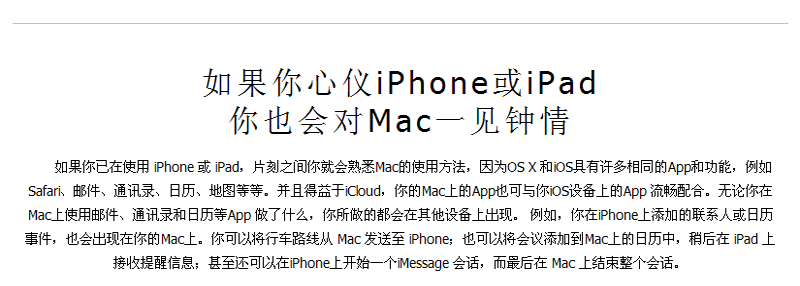 如果你心仪iPhone或iPad
你也会对Mac一见钟情
如果你已在使用 iPhone 或 iPad，片刻之间你就会熟悉Mac的使用方法，因为OS X 和iOS具有许多相同的App和功能，例如
Safari、邮件、通讯录、日历、地图等等。并且得益于iCloud，你的Mac上的App也可与你iOS设备上的App 流畅配合。无论你在
Mac上使用邮件、通讯录和日历等App 做了什么，你所做的都会在其他设备上出现。 例如，你在iPhone上添加的联系人或日历
事件，也会出现在你的Mac上。你可以将行车路线从 Mac 发送至 iPhone；也可以将会议添加到Mac上的日历中，稍后在 iPad 上
接收提醒信息；甚至还可以在iPhone上开始一个iMessage 会话，而最后在 Mac 上结束整个会话。